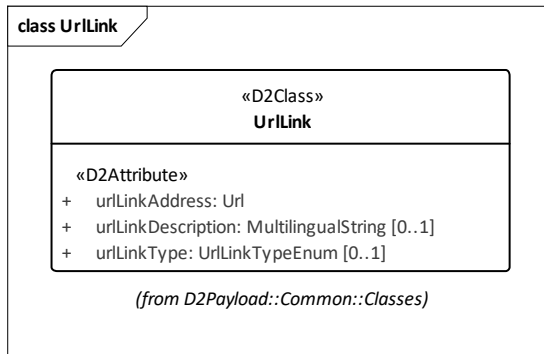 class UrlLink
«D2Class»
UrlLink
«D2Attribute»
+ urlLinkAddress: Url
+ urlLinkDescription: MultilingualString [0..1]
+ urlLinkType: UrlLinkTypeEnum [0..1]
(from D2Payload::Common::Classes)